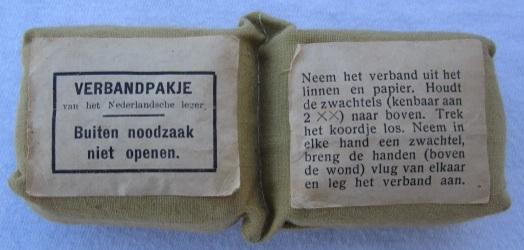 VERBANDPAKJE
van het Nederlandsche leger
Buiten noodzaak
niet openen.
Neem het verband uit het
linnen en papier. Houdt
de zwachtels (kenbaar aan
2 ××) naar boven. Trek
het koordje los. Neem in
elke hand een zwachtel,
breng de handen (boven
de wond) vlug van elkaar
en leg het verband aan.